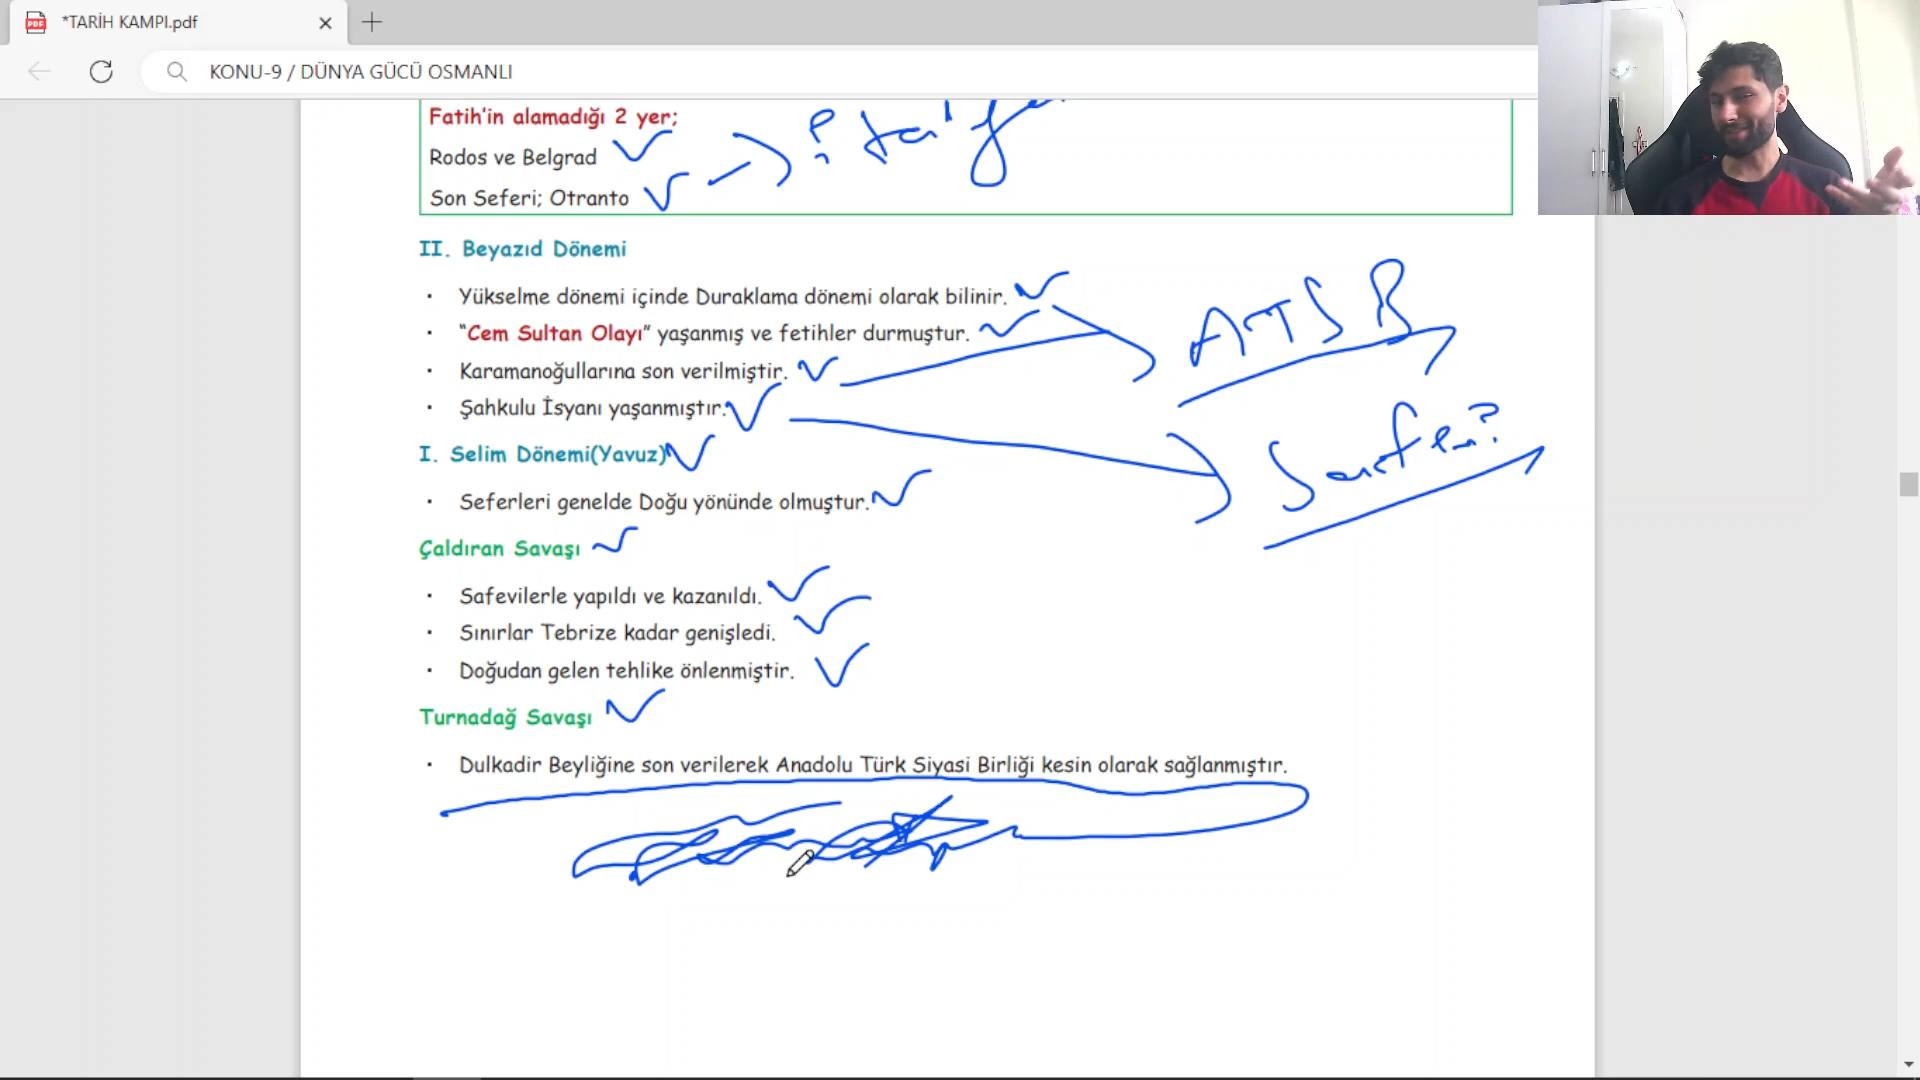 *TARİH KAMPI.pdf
KONU-9 / DÜNYA GÜCÜ OSMANLI
Fatih'in alamadığı 2 yer;
Rodos ve Belgrad
Son Seferi; Otranto
İtalya
II. Beyazıd Dönemi
• Yükselme dönemi içinde Duraklama dönemi olarak bilinir.
• "Cem Sultan Olayı" yaşanmış ve fetihler durmuştur.
ATSB
• Karamanoğullarına son verilmiştir.
• Şahkulu İsyanı yaşanmıştır.
I. Selim Dönemi(Yavuz)
• Seferleri genelde Doğu yönünde olmuştur.
Çaldıran Savaşı
• Safevilerle yapıldı ve kazanıldı.
• Sınırlar Tebrize kadar genişledi.
• Doğudan gelen tehlike önlenmiştir.
Turnadağ Savaşı
• Dulkadir Beyliğine son verilerek Anadolu Türk Siyasi Birliği kesin olarak sağlanmıştır.